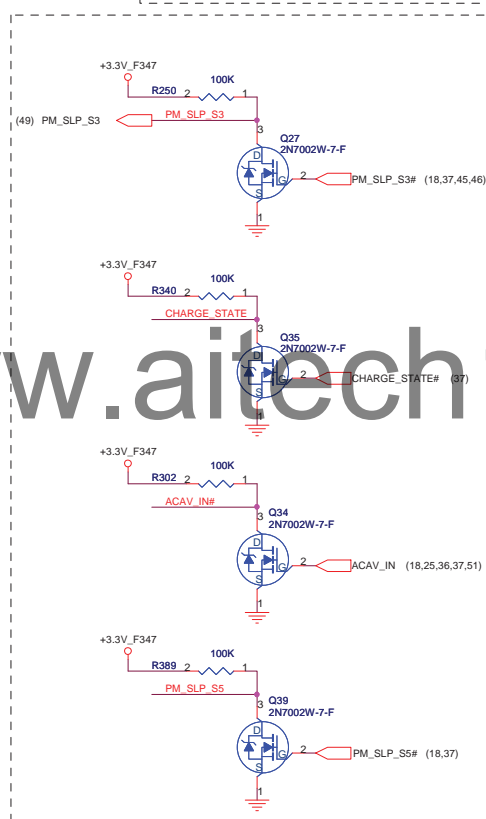 +3.3V_F347
R250 2 100K 1
(49) PM_SLP_S3 PM_SLP_S3
3 Q27
2N7002W-7-F
D
2 PM_SLP_S3# (18,37,45,46)
G
S
1
+3.3V_F347
R340 2 100K 1
CHARGE_STATE
3 Q35
2N7002W-7-F
D
w.aitech
2 CHARGE_STATE# (37)
G
S
1
+3.3V_F347
R302 2 100K 1
ACAV_IN#
3 Q34
2N7002W-7-F
D
2 ACAV_IN (18,25,36,37,51)
G
S
1
+3.3V_F347
R389 2 100K 1
PM_SLP_S5
3 Q39
2N7002W-7-F
D
2 PM_SLP_S5# (18,37)
G
S
1